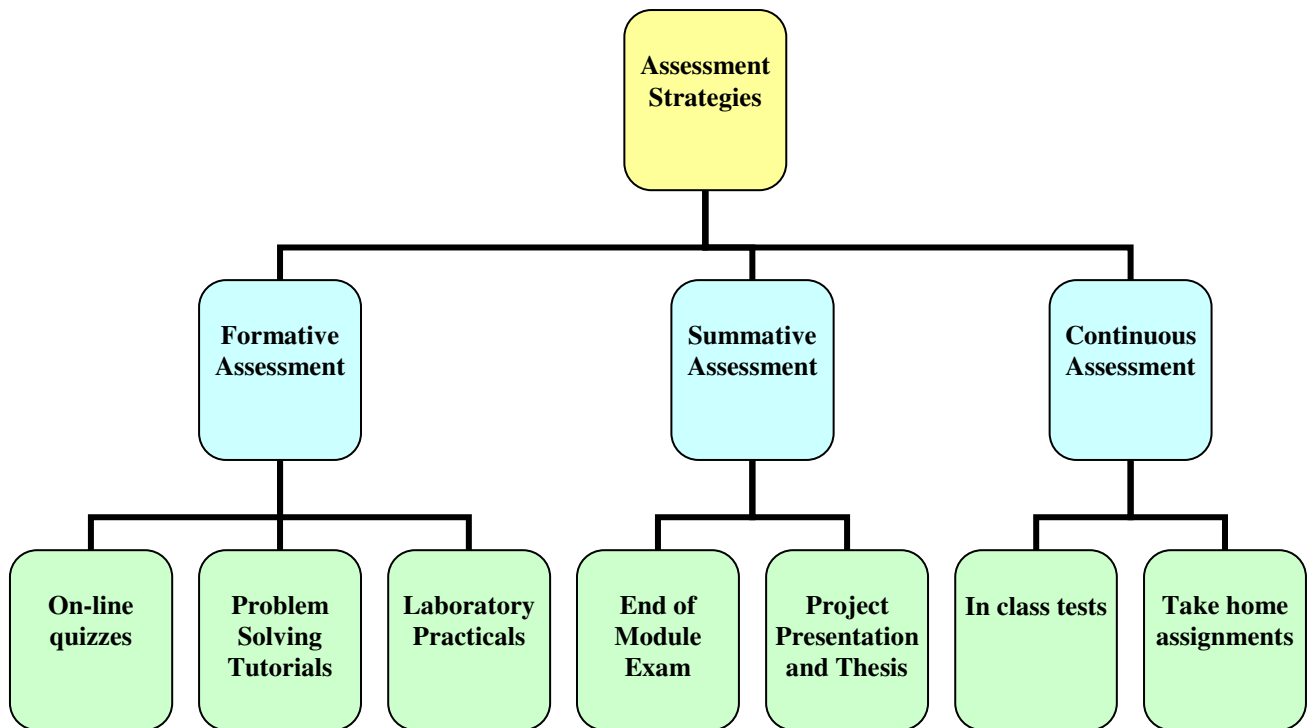 Assessment
Strategies
Formative
Assessment
Summative
Assessment
Continuous
Assessment
On-line
quizzes
Problem
Solving
Tutorials
Laboratory
Practicals
End of
Module
Exam
Project
Presentation
and Thesis
In class tests
Take home
assignments